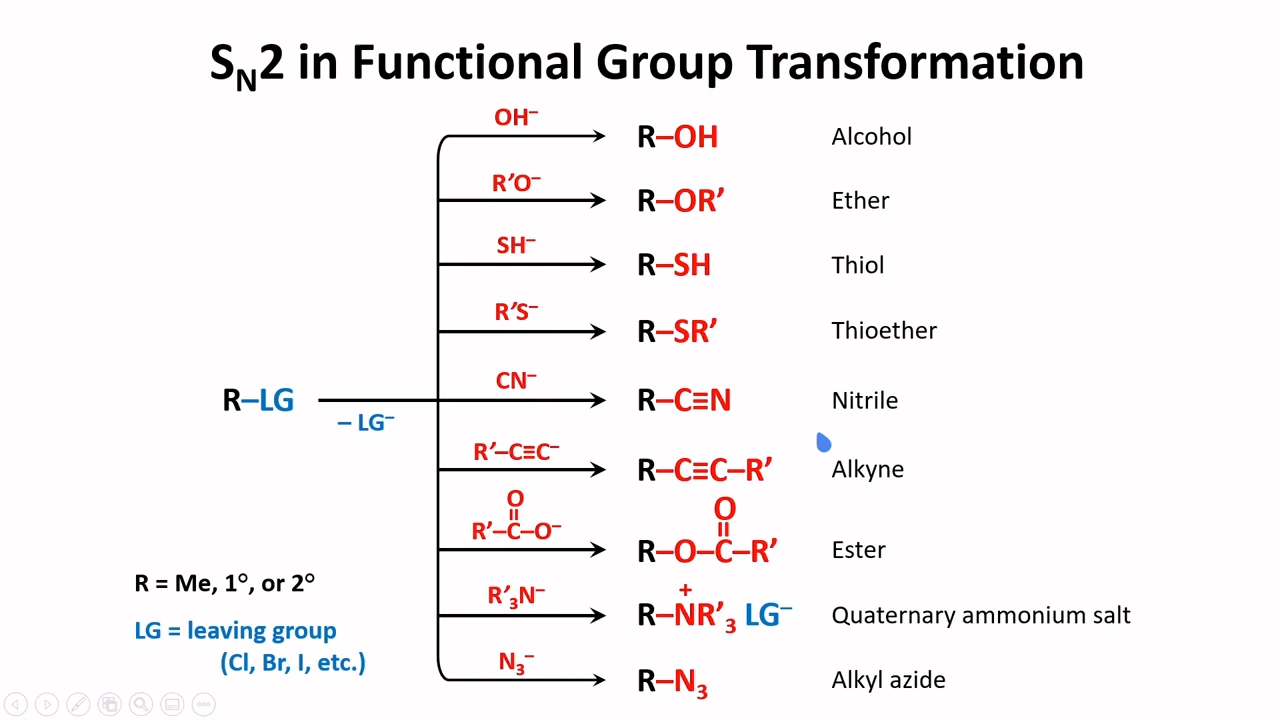 S_N2 in Functional Group Transformation
OH⁻ R–OH Alcohol
R’O⁻ R–OR’ Ether
SH⁻ R–SH Thiol
R’S⁻ R–SR’ Thioether
CN⁻ R–C≡N Nitrile
R–LG
– LG⁻
R’–C≡C⁻ R–C≡C–R’ Alkyne
O O
R’–C–O⁻ R–O–C–R’ Ester
R’₃N⁻ R–N⁺R’₃ LG⁻ Quaternary ammonium salt
N₃⁻ R–N₃ Alkyl azide
R = Me, 1°, or 2°
LG = leaving group
(Cl, Br, I, etc.)